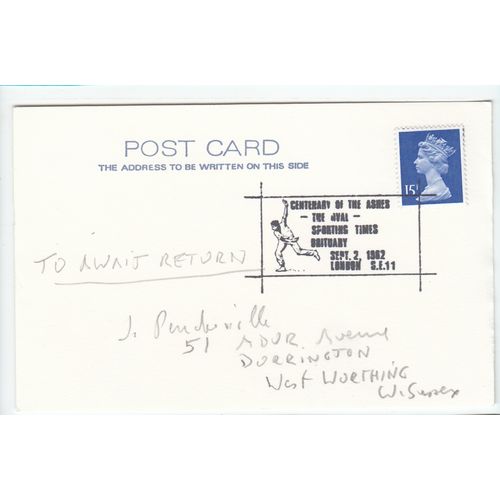 POST CARD
THE ADDRESS TO BE WRITTEN ON THIS SIDE
15P
CENTENARY OF THE ASHES
- THE OVAL -
SPORTING TIMES
OBITUARY
SEPT. 2, 1982
LONDON S.E.11
TO AWAIT RETURN
J.
51 ADUR Avenue
DURRINGTON
West WORTHING
W. Sussex